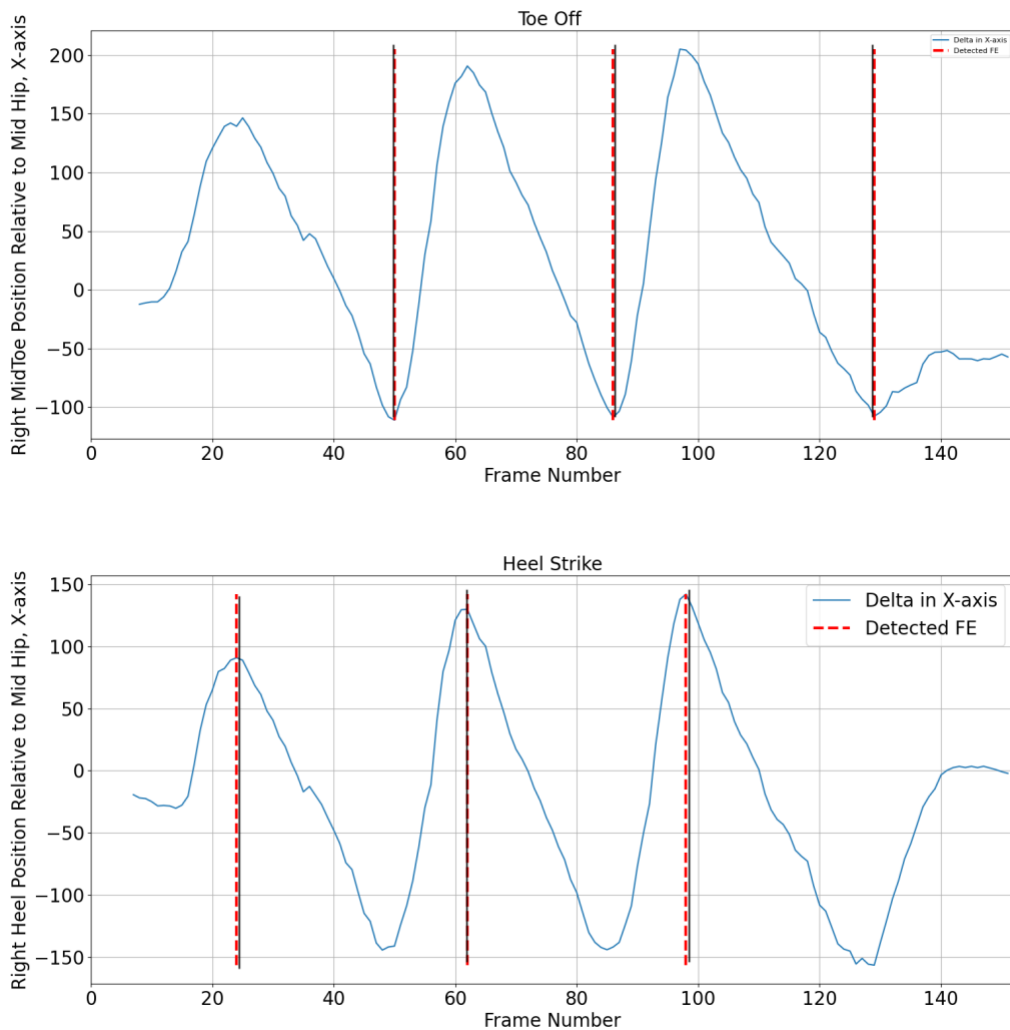 Toe Off
Delta in X-axis
Detected FE
Right MidToe Position Relative to Mid Hip, X-axis
200
150
100
50
0
−50
−100
0 20 40 60 80 100 120 140
Frame Number
Heel Strike
Delta in X-axis
Detected FE
Right Heel Position Relative to Mid Hip, X-axis
150
100
50
0
−50
−100
−150
0 20 40 60 80 100 120 140
Frame Number